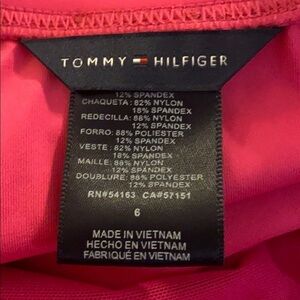 TOMMY HILFIGER
12% SPANDEX
CHAQUETA: 82% NYLON
18% SPANDEX
REDECILLA: 88% NYLON
12% SPANDEX
FORRO: 88% POLIESTER
12% SPANDEX
VESTE: 82% NYLON
18% SPANDEX
MAILLE: 88% NYLON
12% SPANDEX
DOUBLURE: 88% POLYESTER
12% SPANDEX
RN#54163 CA#57151
6
MADE IN VIETNAM
HECHO EN VIETNAM
FABRIQUÉ EN VIETNAM